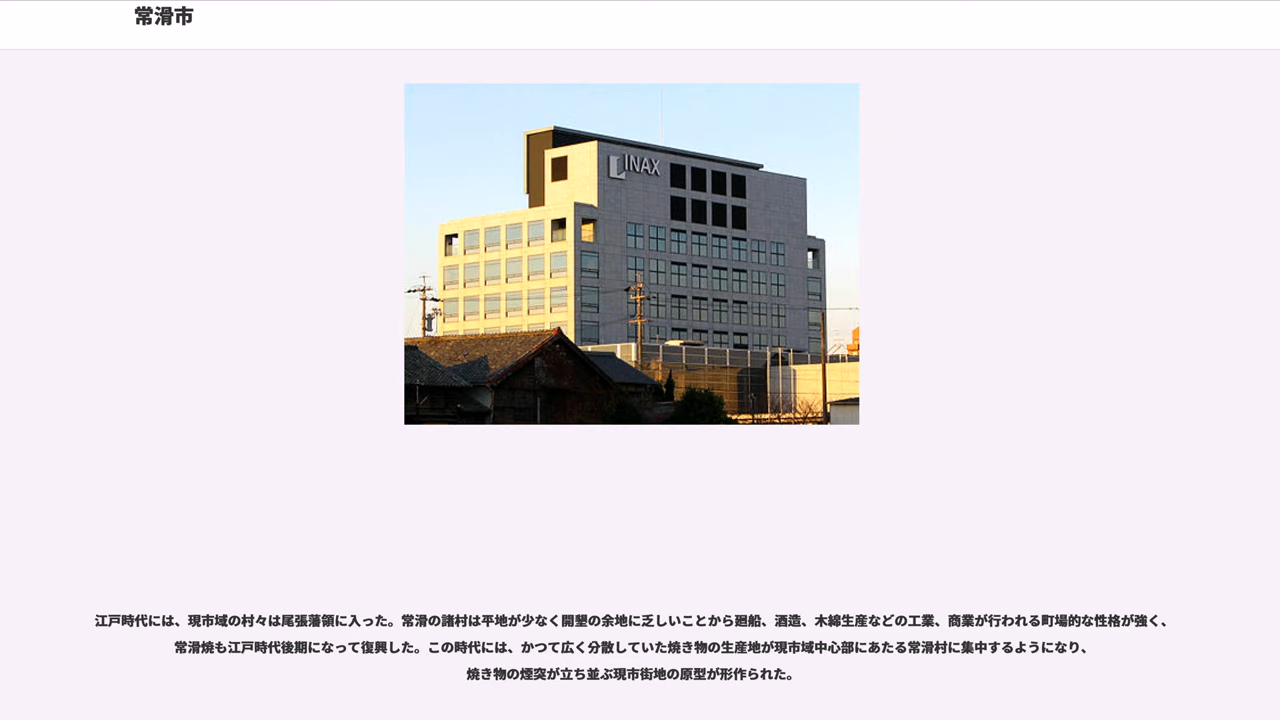 常滑市
INAX
江戸時代には、現市域の村々は尾張藩領に入った。常滑の諸村は平地が少なく開墾の余地に乏しいことから廻船、酒造、木綿生産などの工業、商業が行われる町場的な性格が強く、
常滑焼も江戸時代後期になって復興した。この時代には、かつて広く分散していた焼き物の生産地が現市域中心部にあたる常滑村に集中するようになり、
焼き物の煙突が立ち並ぶ現市街地の原型が形作られた。